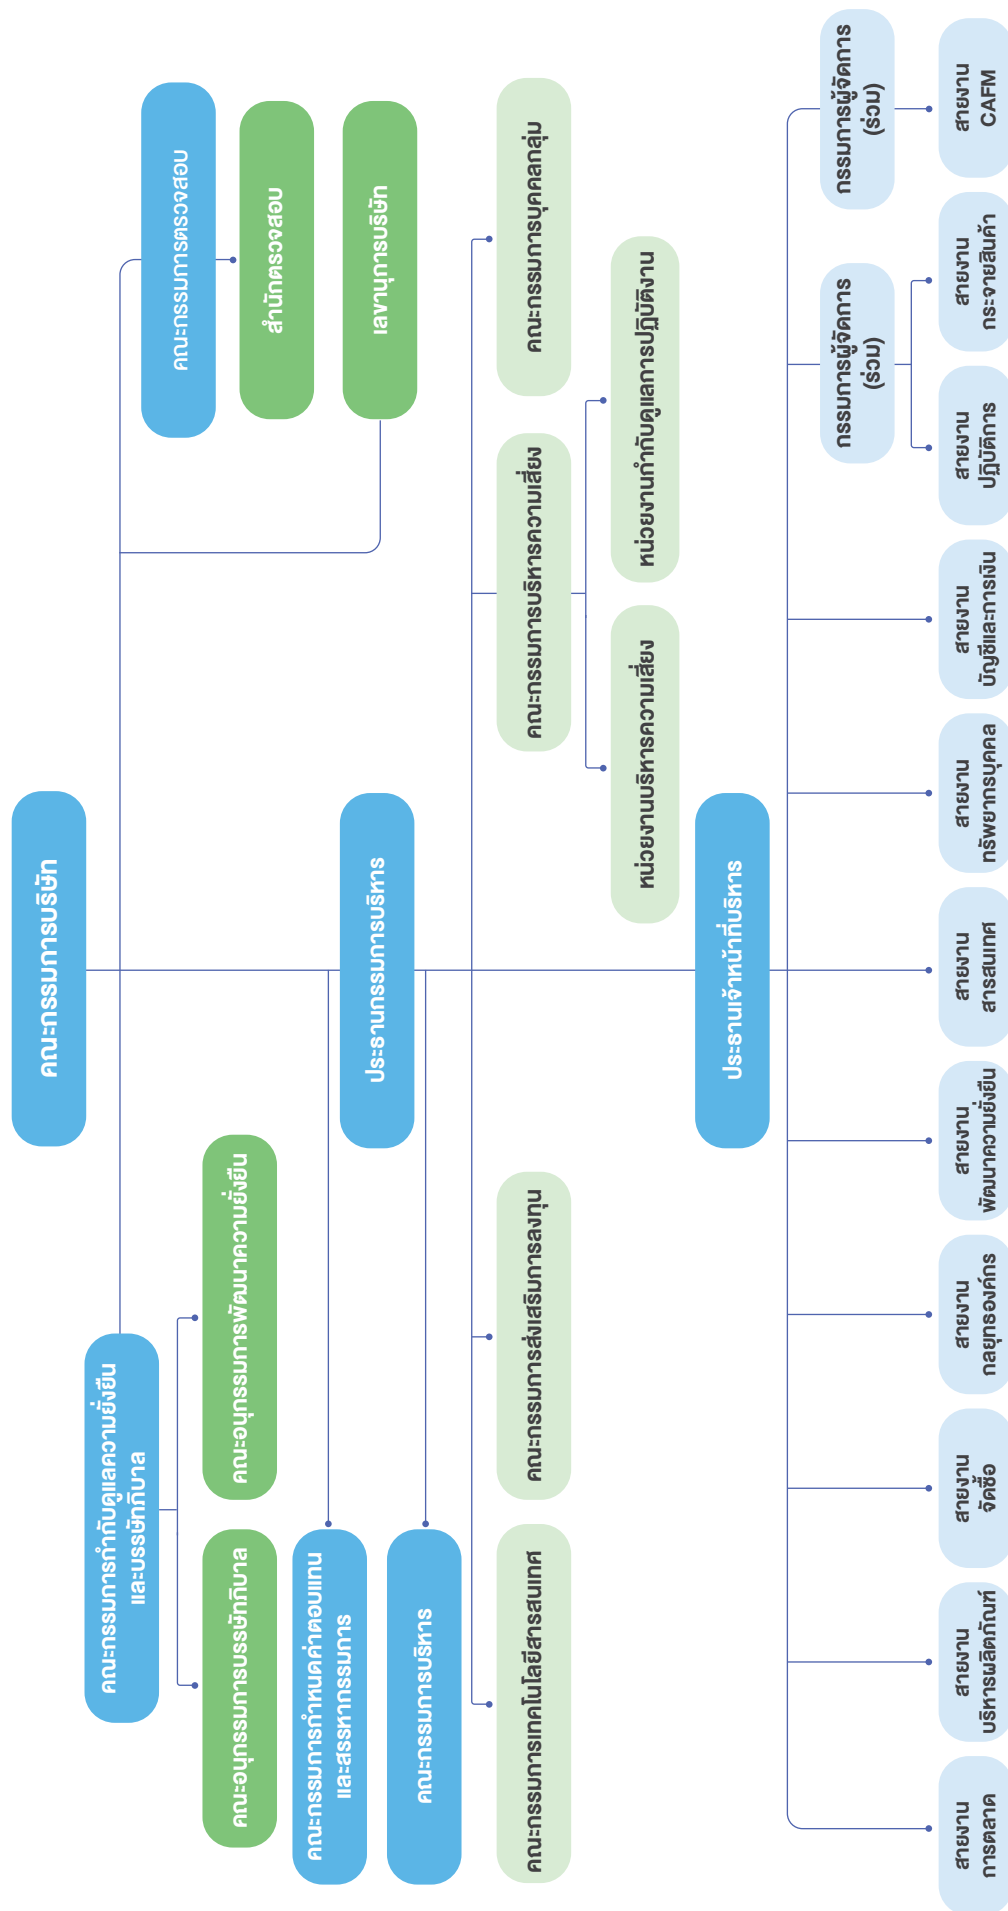 คณะกรรมการบริษัท
คณะกรรมการกำกับดูแลความยั่งยืน
และบรรษัทภิบาล
คณะกรรมการตรวจสอบ
คณะอนุกรรมการบรรษัทภิบาล
คณะอนุกรรมการพัฒนาความยั่งยืน
สำนักตรวจสอบ
คณะกรรมการกำหนดค่าตอบแทน
และสรรหากรรมการ
ประธานกรรมการบริหาร
เลขานุการบริษัท
คณะกรรมการบริหาร
คณะกรรมการเทคโนโลยีสารสนเทศ
คณะกรรมการส่งเสริมการลงทุน
คณะกรรมการบริหารความเสี่ยง
คณะกรรมการบุคคลกลุ่ม
หน่วยงานบริหารความเสี่ยง
หน่วยงานกำกับดูแลการปฏิบัติงาน
ประธานเจ้าหน้าที่บริหาร
กรรมการผู้จัดการ
(ร่วม)
กรรมการผู้จัดการ
(ร่วม)
สายงาน
การตลาด
สายงาน
บริหารผลิตภัณฑ์
สายงาน
จัดซื้อ
สายงาน
กลยุทธองค์กร
สายงาน
พัฒนาความยั่งยืน
สายงาน
สารสนเทศ
สายงาน
ทรัพยากรบุคคล
สายงาน
บัญชีและการเงิน
สายงาน
ปฏิบัติการ
สายงาน
กระจายสินค้า
สายงาน
CAFM